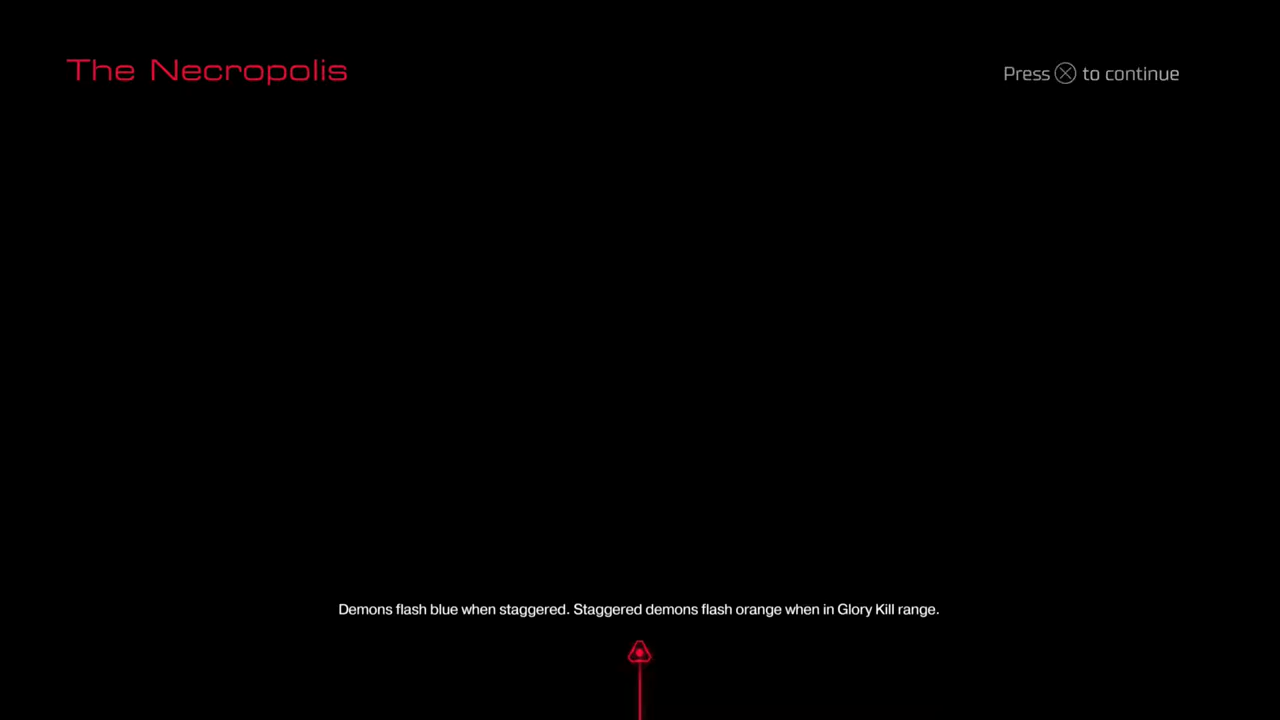 The Necropolis
Press ⓧ to continue
Demons flash blue when staggered. Staggered demons flash orange when in Glory Kill range.